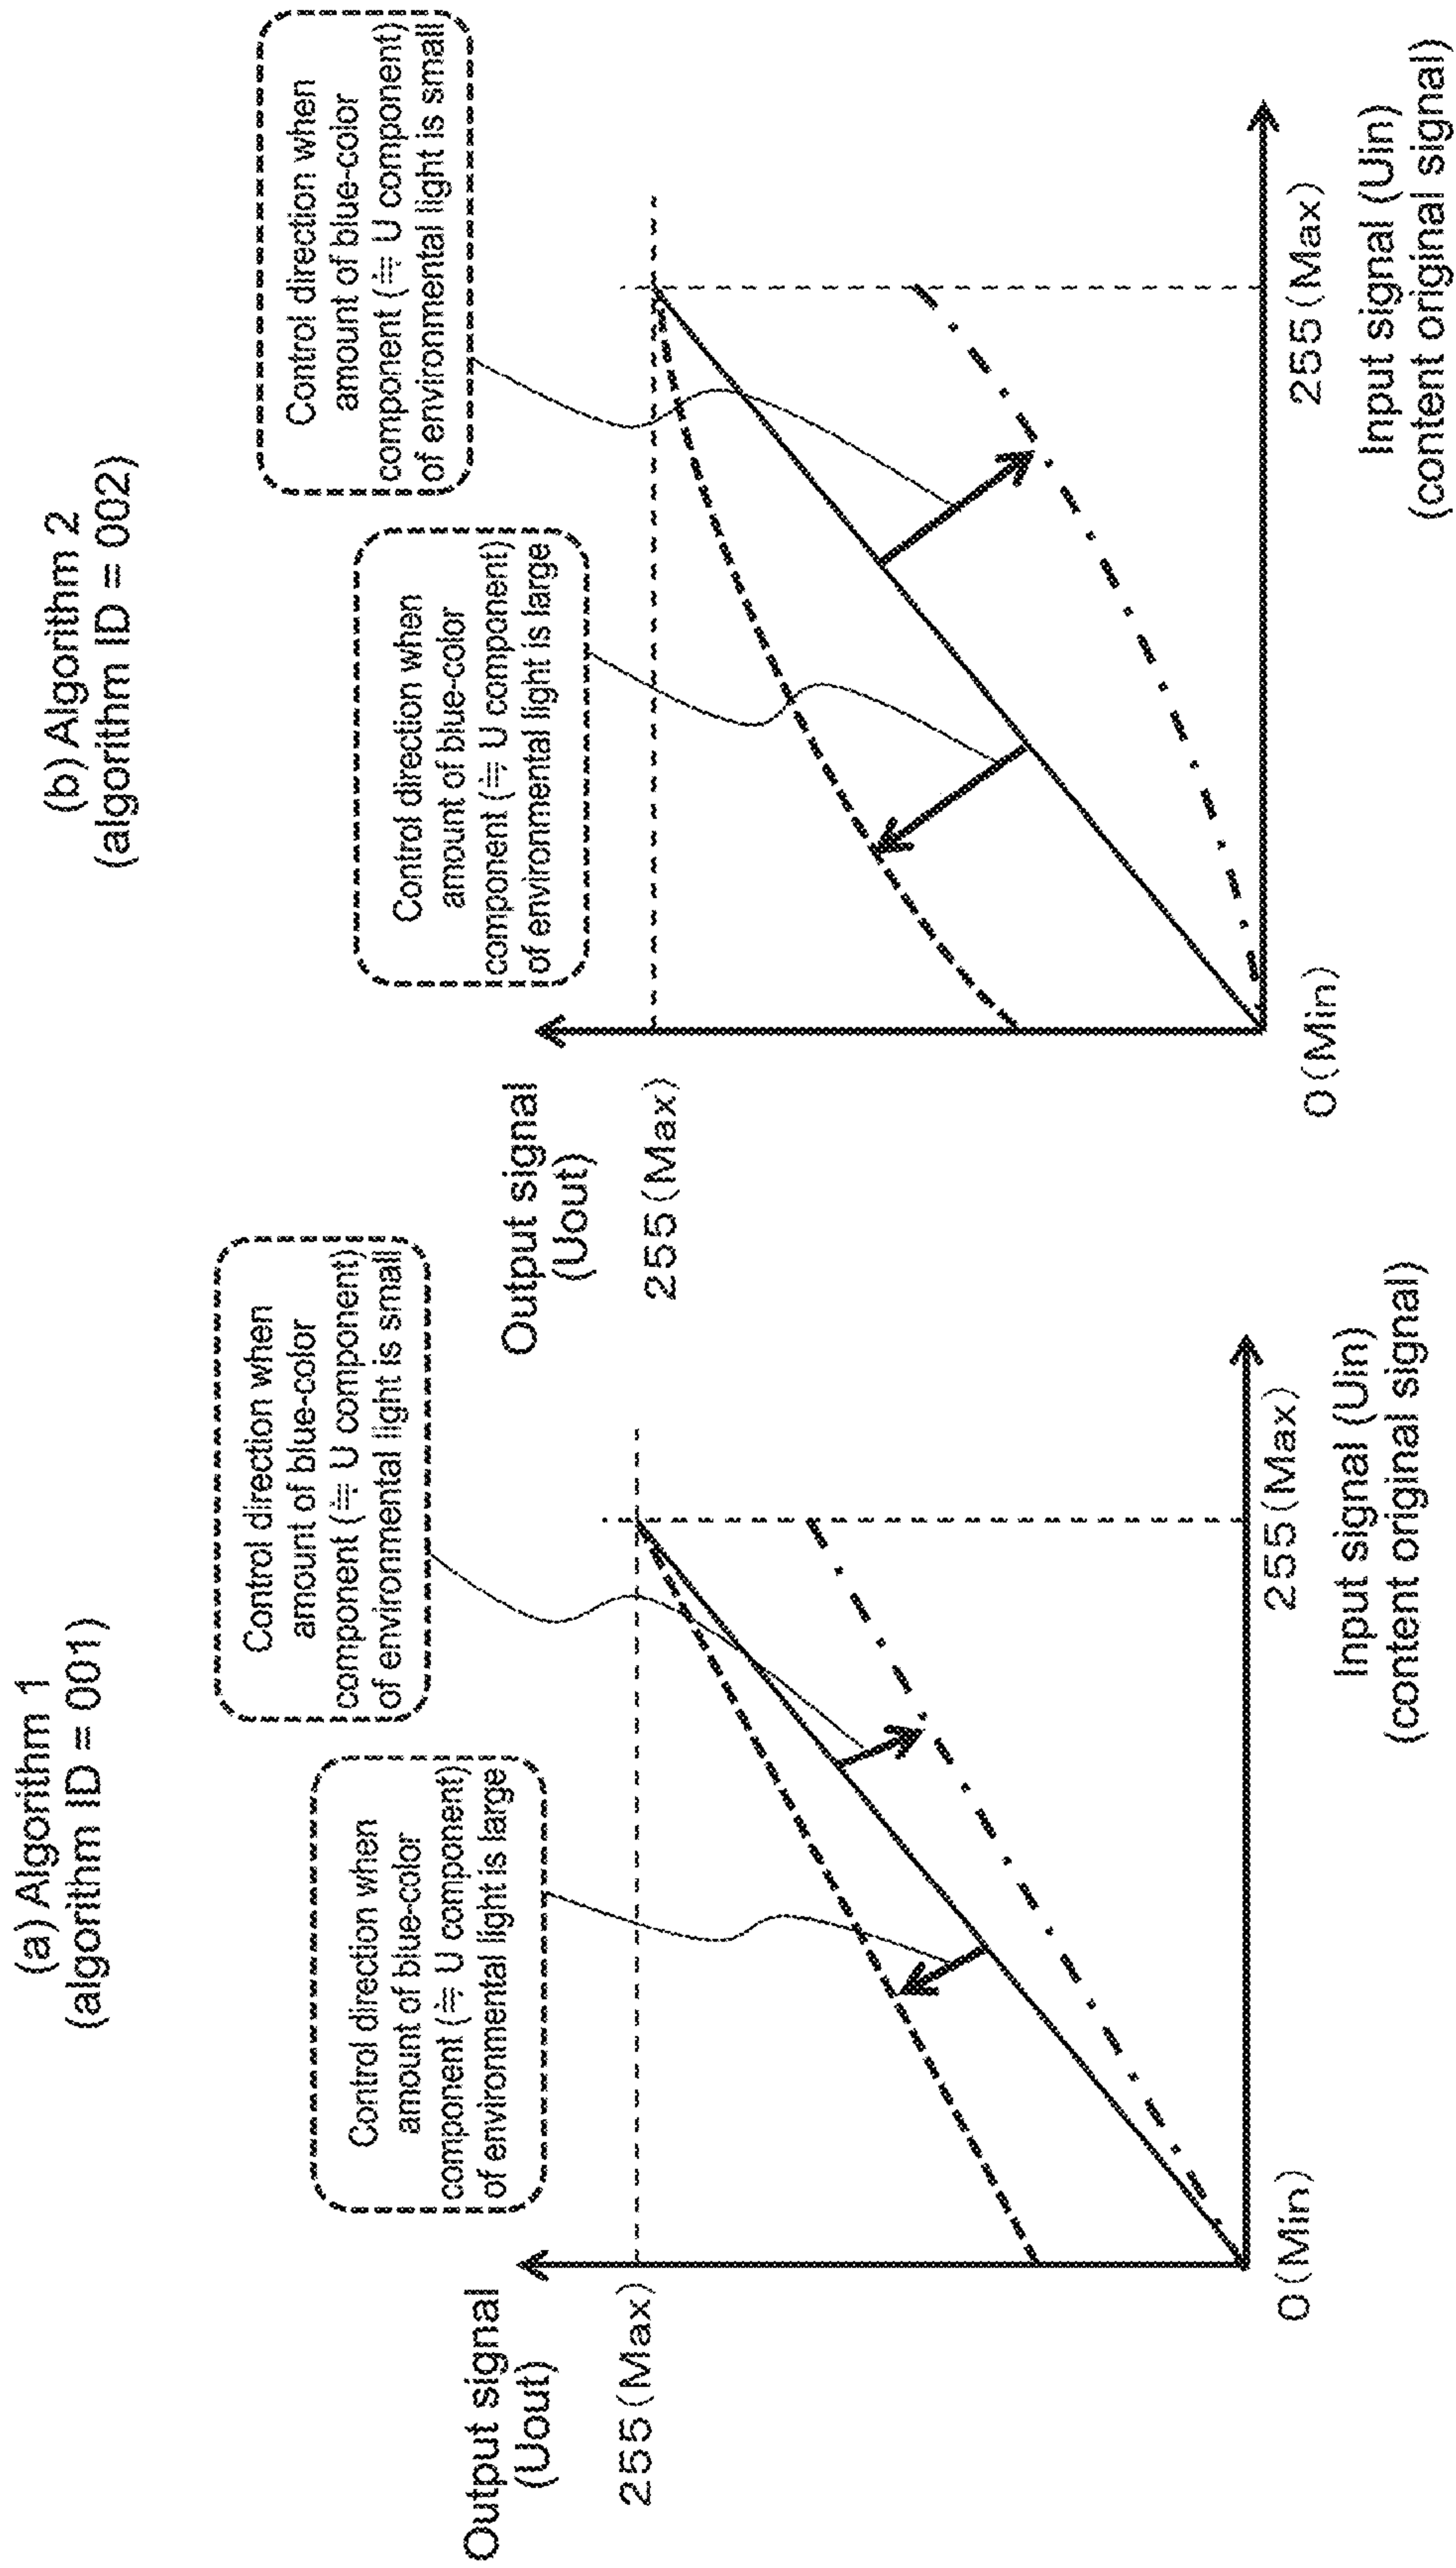 (a) Algorithm 1
(algorithm ID = 001)
Control direction when
amount of blue-color
component (≒ U component)
of environmental light is small
Control direction when
amount of blue-color
component (≒ U component)
of environmental light is large
Output signal
(Uout)
255(Max)
0(Min)
255(Max)
Input signal (Uin)
(content original signal)
(b) Algorithm 2
(algorithm ID = 002)
Control direction when
amount of blue-color
component (≒ U component)
of environmental light is small
Control direction when
amount of blue-color
component (≒ U component)
of environmental light is large
Output signal
(Uout)
255(Max)
0(Min)
255(Max)
Input signal (Uin)
(content original signal)